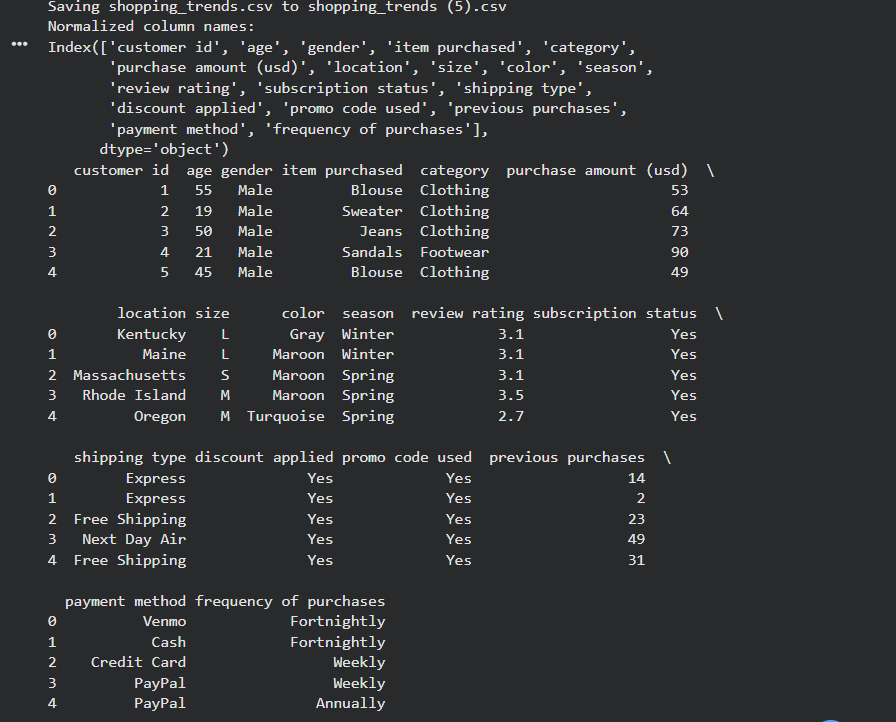 Saving shopping_trends.csv to shopping_trends (5).csv
Normalized column names:
Index(['customer id', 'age', 'gender', 'item purchased', 'category',
       'purchase amount (usd)', 'location', 'size', 'color', 'season',
       'review rating', 'subscription status', 'shipping type',
       'discount applied', 'promo code used', 'previous purchases',
       'payment method', 'frequency of purchases'],
      dtype='object')
   customer id  age gender item purchased  category  purchase amount (usd)  \
0            1   55   Male         Blouse  Clothing                     53
1            2   19   Male        Sweater  Clothing                     64
2            3   50   Male          Jeans  Clothing                     73
3            4   21   Male        Sandals  Footwear                     90
4            5   45   Male         Blouse  Clothing                     49
        location size      color  season  review rating subscription status  \
0       Kentucky    L       Gray  Winter            3.1                 Yes
1          Maine    L     Maroon  Winter            3.1                 Yes
2  Massachusetts    S     Maroon  Spring            3.1                 Yes
3   Rhode Island    M     Maroon  Spring            3.5                 Yes
4         Oregon    M  Turquoise  Spring            2.7                 Yes
   shipping type discount applied promo code used  previous purchases  \
0        Express              Yes             Yes                  14
1        Express              Yes             Yes                   2
2  Free Shipping              Yes             Yes                  23
3   Next Day Air              Yes             Yes                  49
4  Free Shipping              Yes             Yes                  31
  payment method frequency of purchases
0          Venmo            Fortnightly
1           Cash            Fortnightly
2    Credit Card                 Weekly
3         PayPal                 Weekly
4         PayPal               Annually